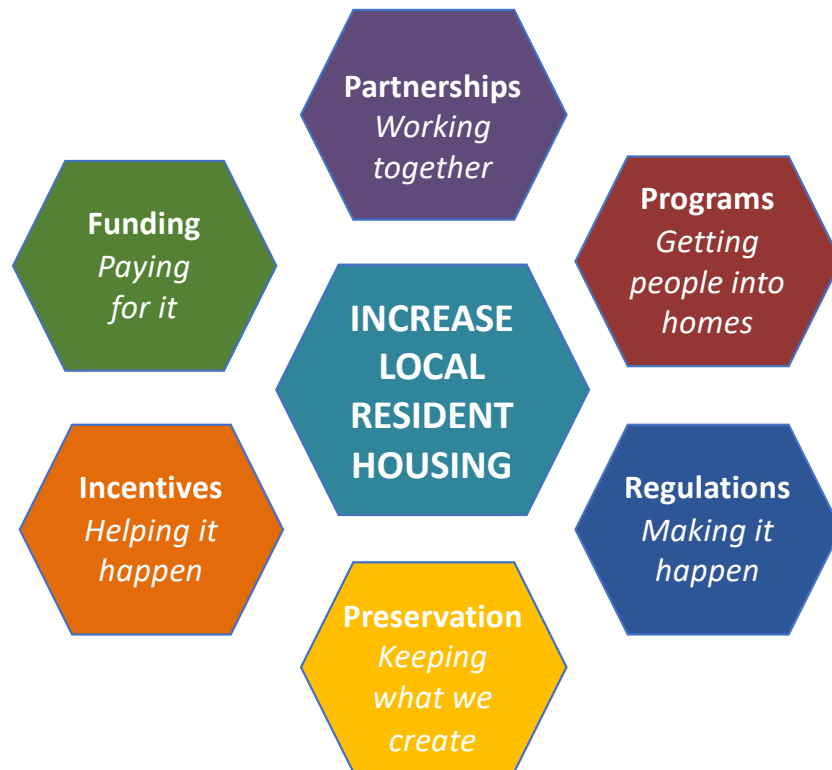 Partnerships
Working
together
Funding
Paying
for it
Programs
Getting
people into
homes
INCREASE
LOCAL
RESIDENT
HOUSING
Incentives
Helping it
happen
Regulations
Making it
happen
Preservation
Keeping
what we
create